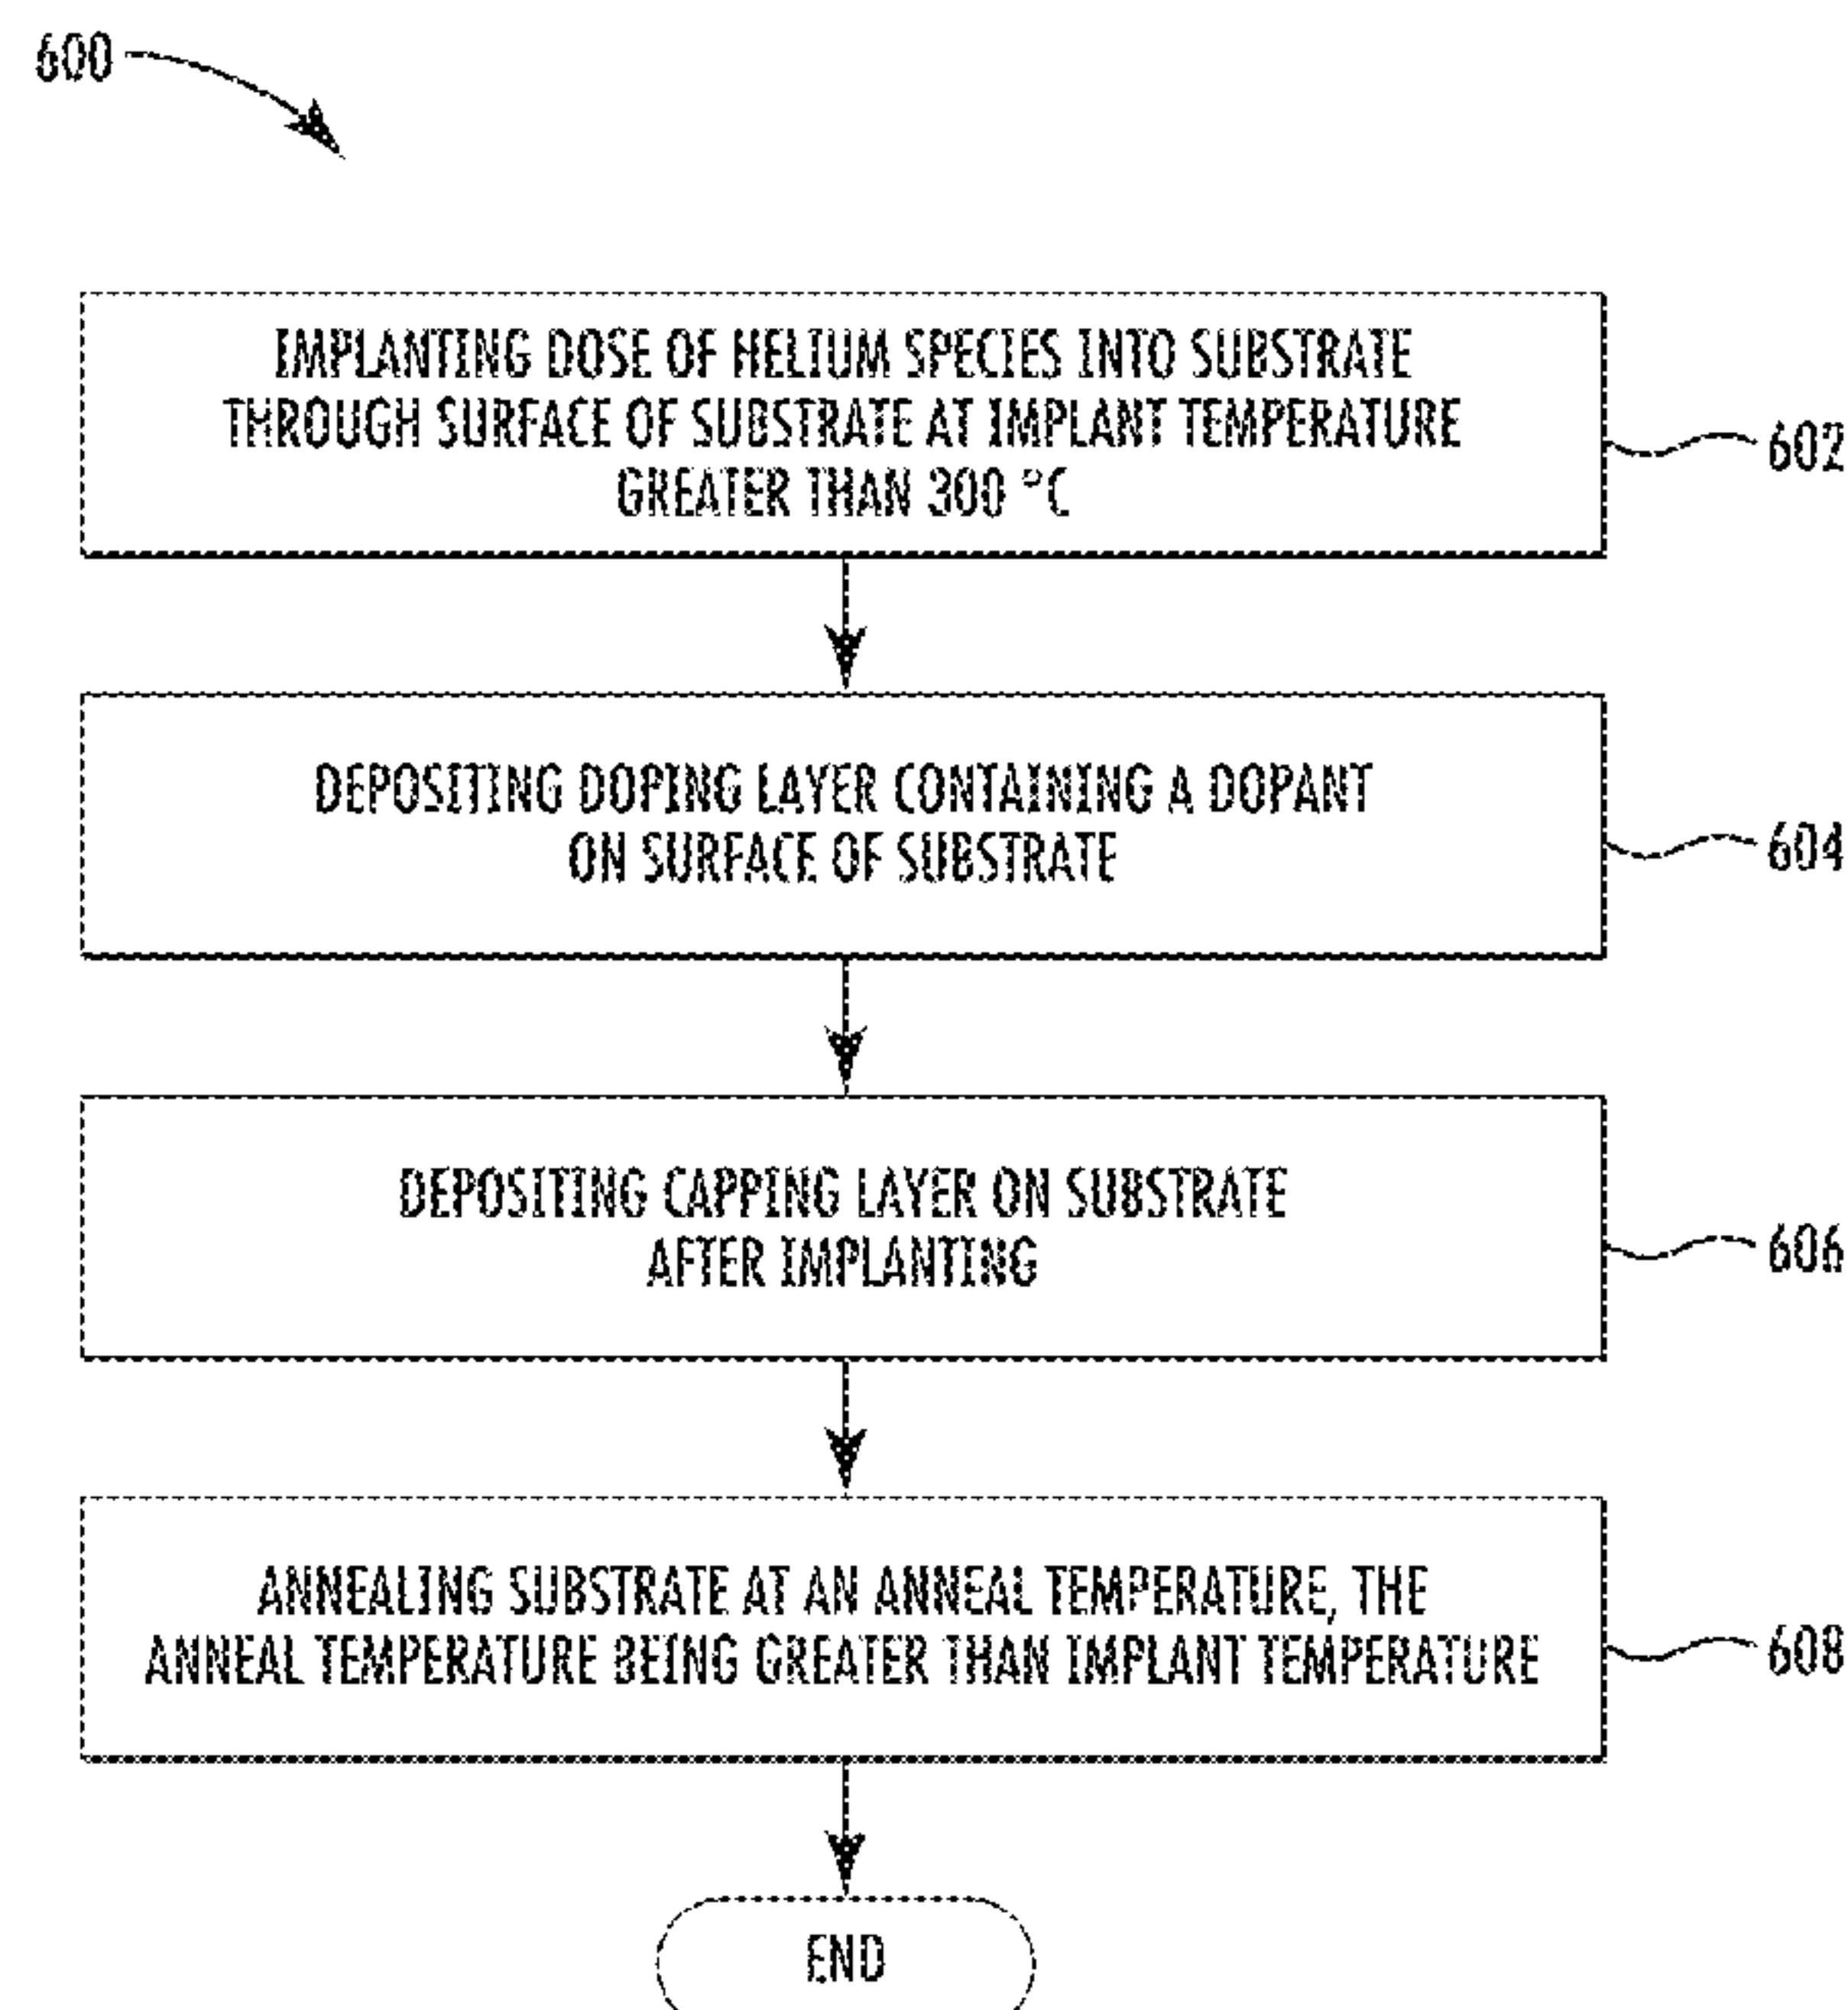 600
IMPLANTING DOSE OF HELIUM SPECIES INTO SUBSTRATE
THROUGH SURFACE OF SUBSTRATE AT IMPLANT TEMPERATURE
GREATER THAN 300 °C
602
DEPOSITING DOPING LAYER CONTAINING A DOPANT
ON SURFACE OF SUBSTRATE
604
DEPOSITING CAPPING LAYER ON SUBSTRATE
AFTER IMPLANTING
606
ANNEALING SUBSTRATE AT AN ANNEAL TEMPERATURE, THE
ANNEAL TEMPERATURE BEING GREATER THAN IMPLANT TEMPERATURE
608
END